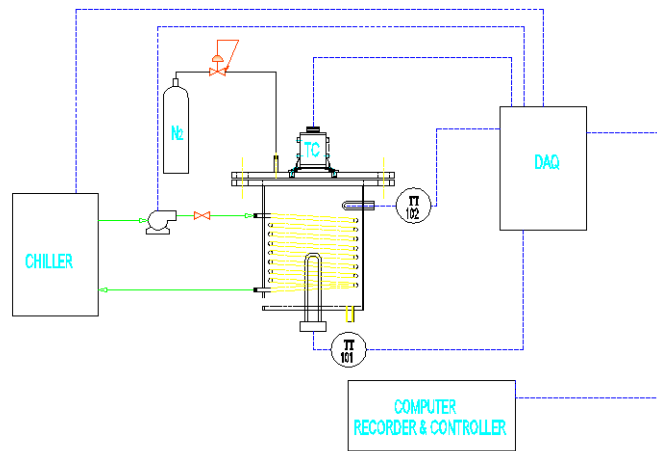 N2
TC
DAQ
TT
102
CHILLER
TT
101
COMPUTER
RECORDER & CONTROLLER